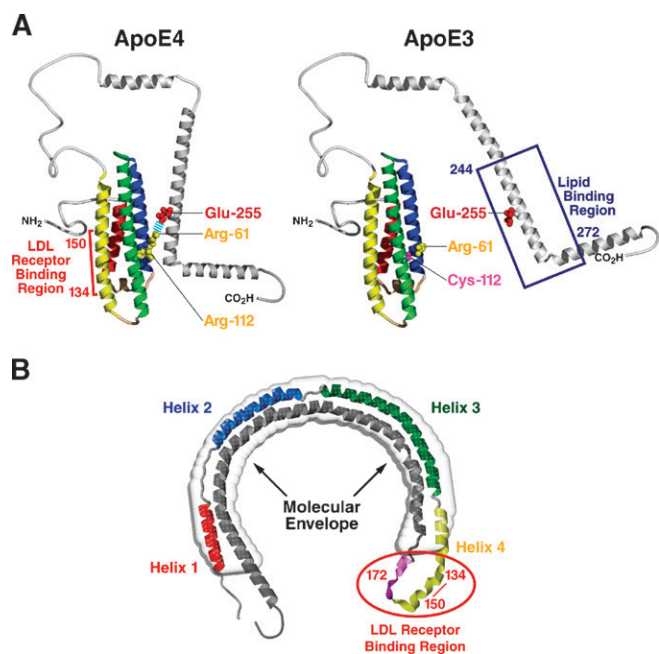 A
ApoE4
ApoE3
NH2
150
LDL
Receptor
Binding
Region
134
Glu-255
Arg-61
Arg-112
CO2H
244
Lipid
Binding
Region
Glu-255
272
Arg-61
Cys-112
CO2H
B
Helix 2
Helix 3
Molecular
Envelope
Helix 1
Helix 4
172
134
150
LDL Receptor
Binding Region